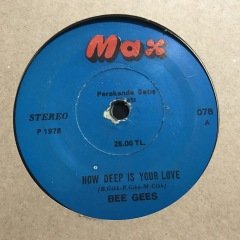 Max
Perakende Satış
STEREO
078
P 1978
A
25.00 TL.
HOW DEEP IS YOUR LOVE
BEE GEES